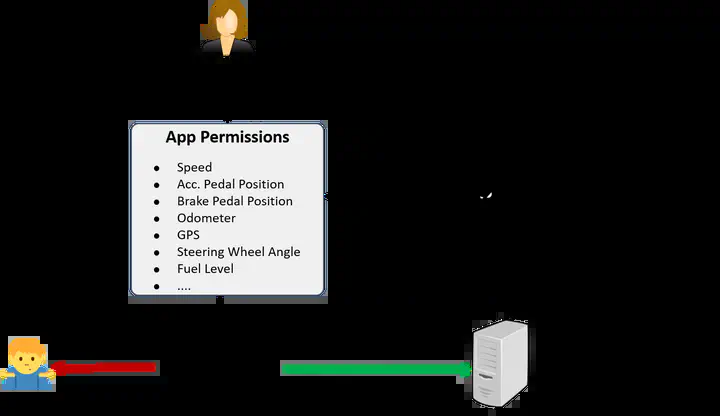 App Permissions
● Speed
● Acc. Pedal Position
● Brake Pedal Position
● Odometer
● GPS
● Steering Wheel Angle
● Fuel Level
● ....